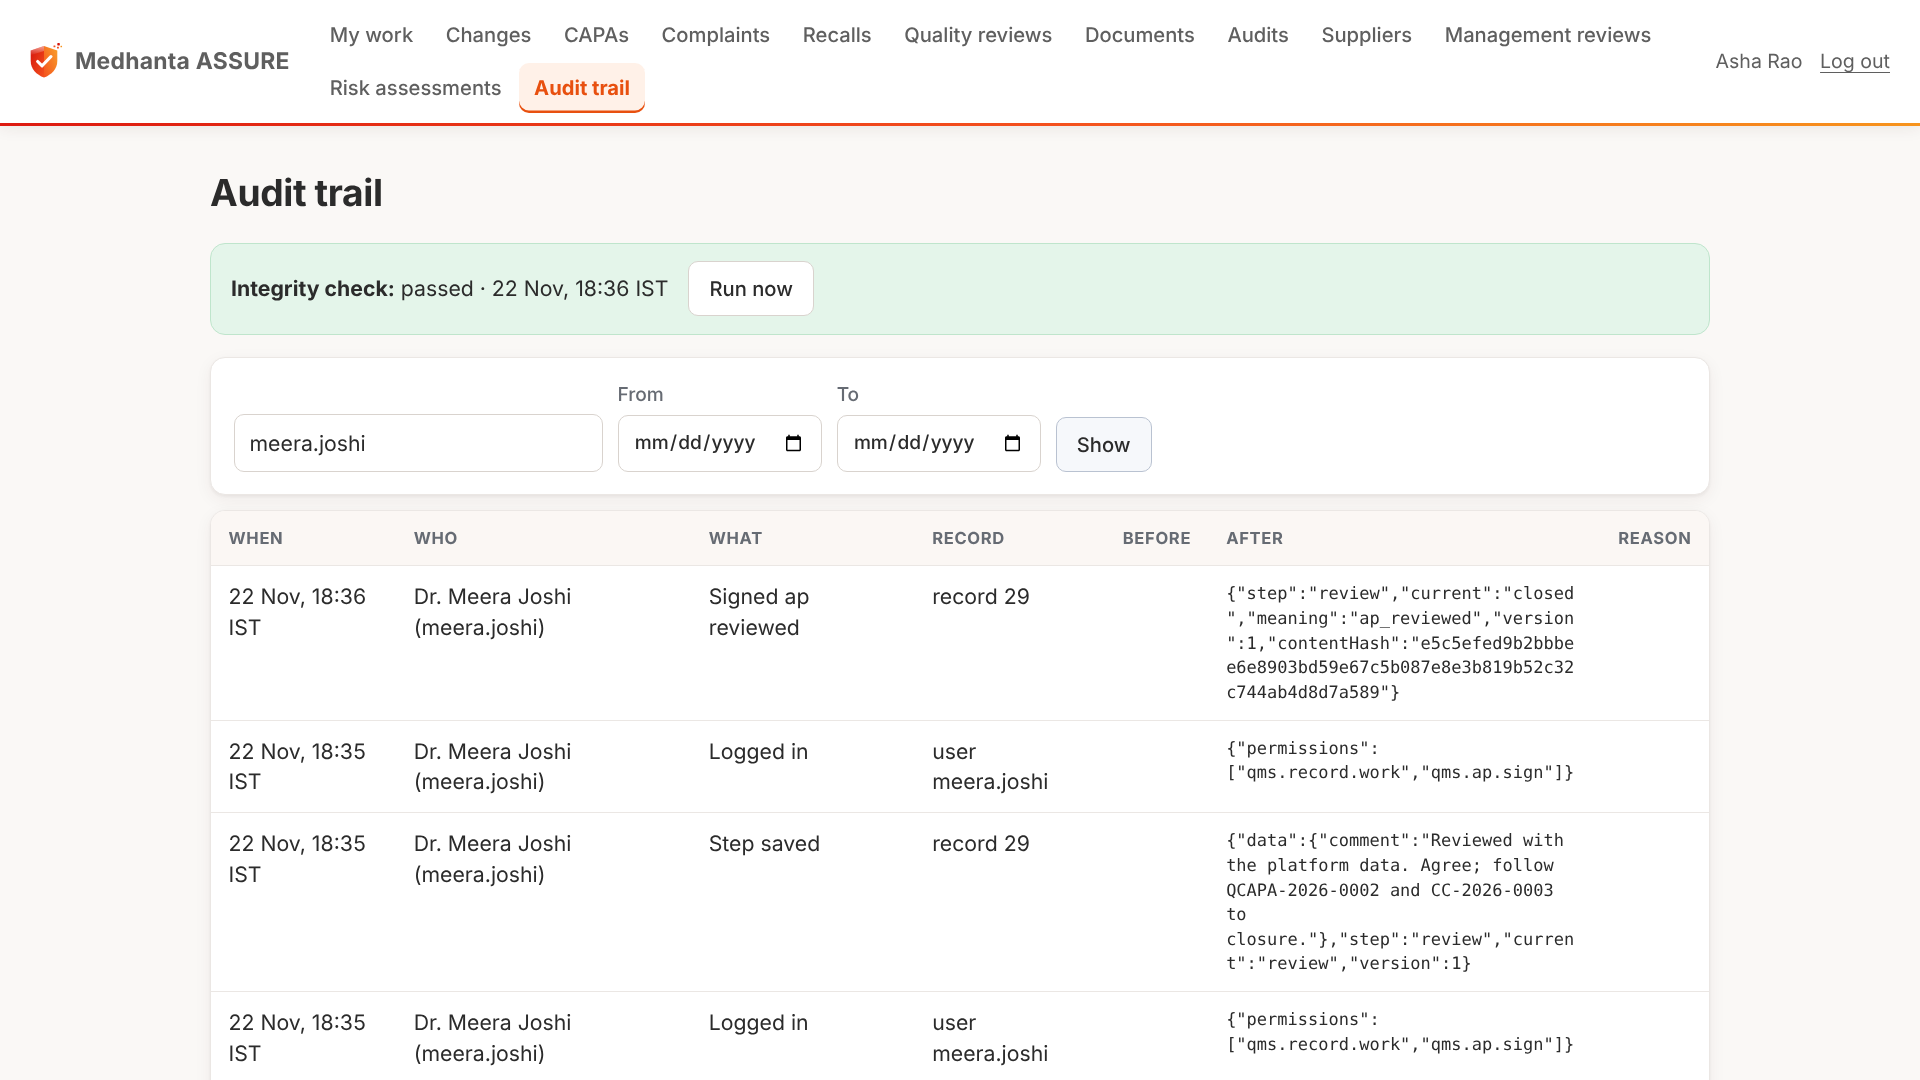 Medhanta ASSURE
My work Changes CAPAs Complaints Recalls Quality reviews Documents Audits Suppliers Management reviews
Risk assessments Audit trail
Asha Rao Log out
Audit trail
Integrity check: passed · 22 Nov, 18:36 IST Run now
From To
meera.joshi mm/dd/yyyy mm/dd/yyyy Show
WHEN WHO WHAT RECORD BEFORE AFTER REASON
22 Nov, 18:36
IST
Dr. Meera Joshi
(meera.joshi)
Signed ap
reviewed
record 29
{"step":"review","current":"closed
","meaning":"ap_reviewed","version
":1,"contentHash":"e5c5efed9b2bbbe
e6e8903bd59e67c5b087e8e3b819b52c32
c744ab4d8d7a589"}
22 Nov, 18:35
IST
Dr. Meera Joshi
(meera.joshi)
Logged in
user
meera.joshi
{"permissions":
["qms.record.work","qms.ap.sign"]}
22 Nov, 18:35
IST
Dr. Meera Joshi
(meera.joshi)
Step saved
record 29
{"data":{"comment":"Reviewed with
the platform data. Agree; follow
QCAPA-2026-0002 and CC-2026-0003
to
closure."},"step":"review","curren
t":"review","version":1}
22 Nov, 18:35
IST
Dr. Meera Joshi
(meera.joshi)
Logged in
user
meera.joshi
{"permissions":
["qms.record.work","qms.ap.sign"]}